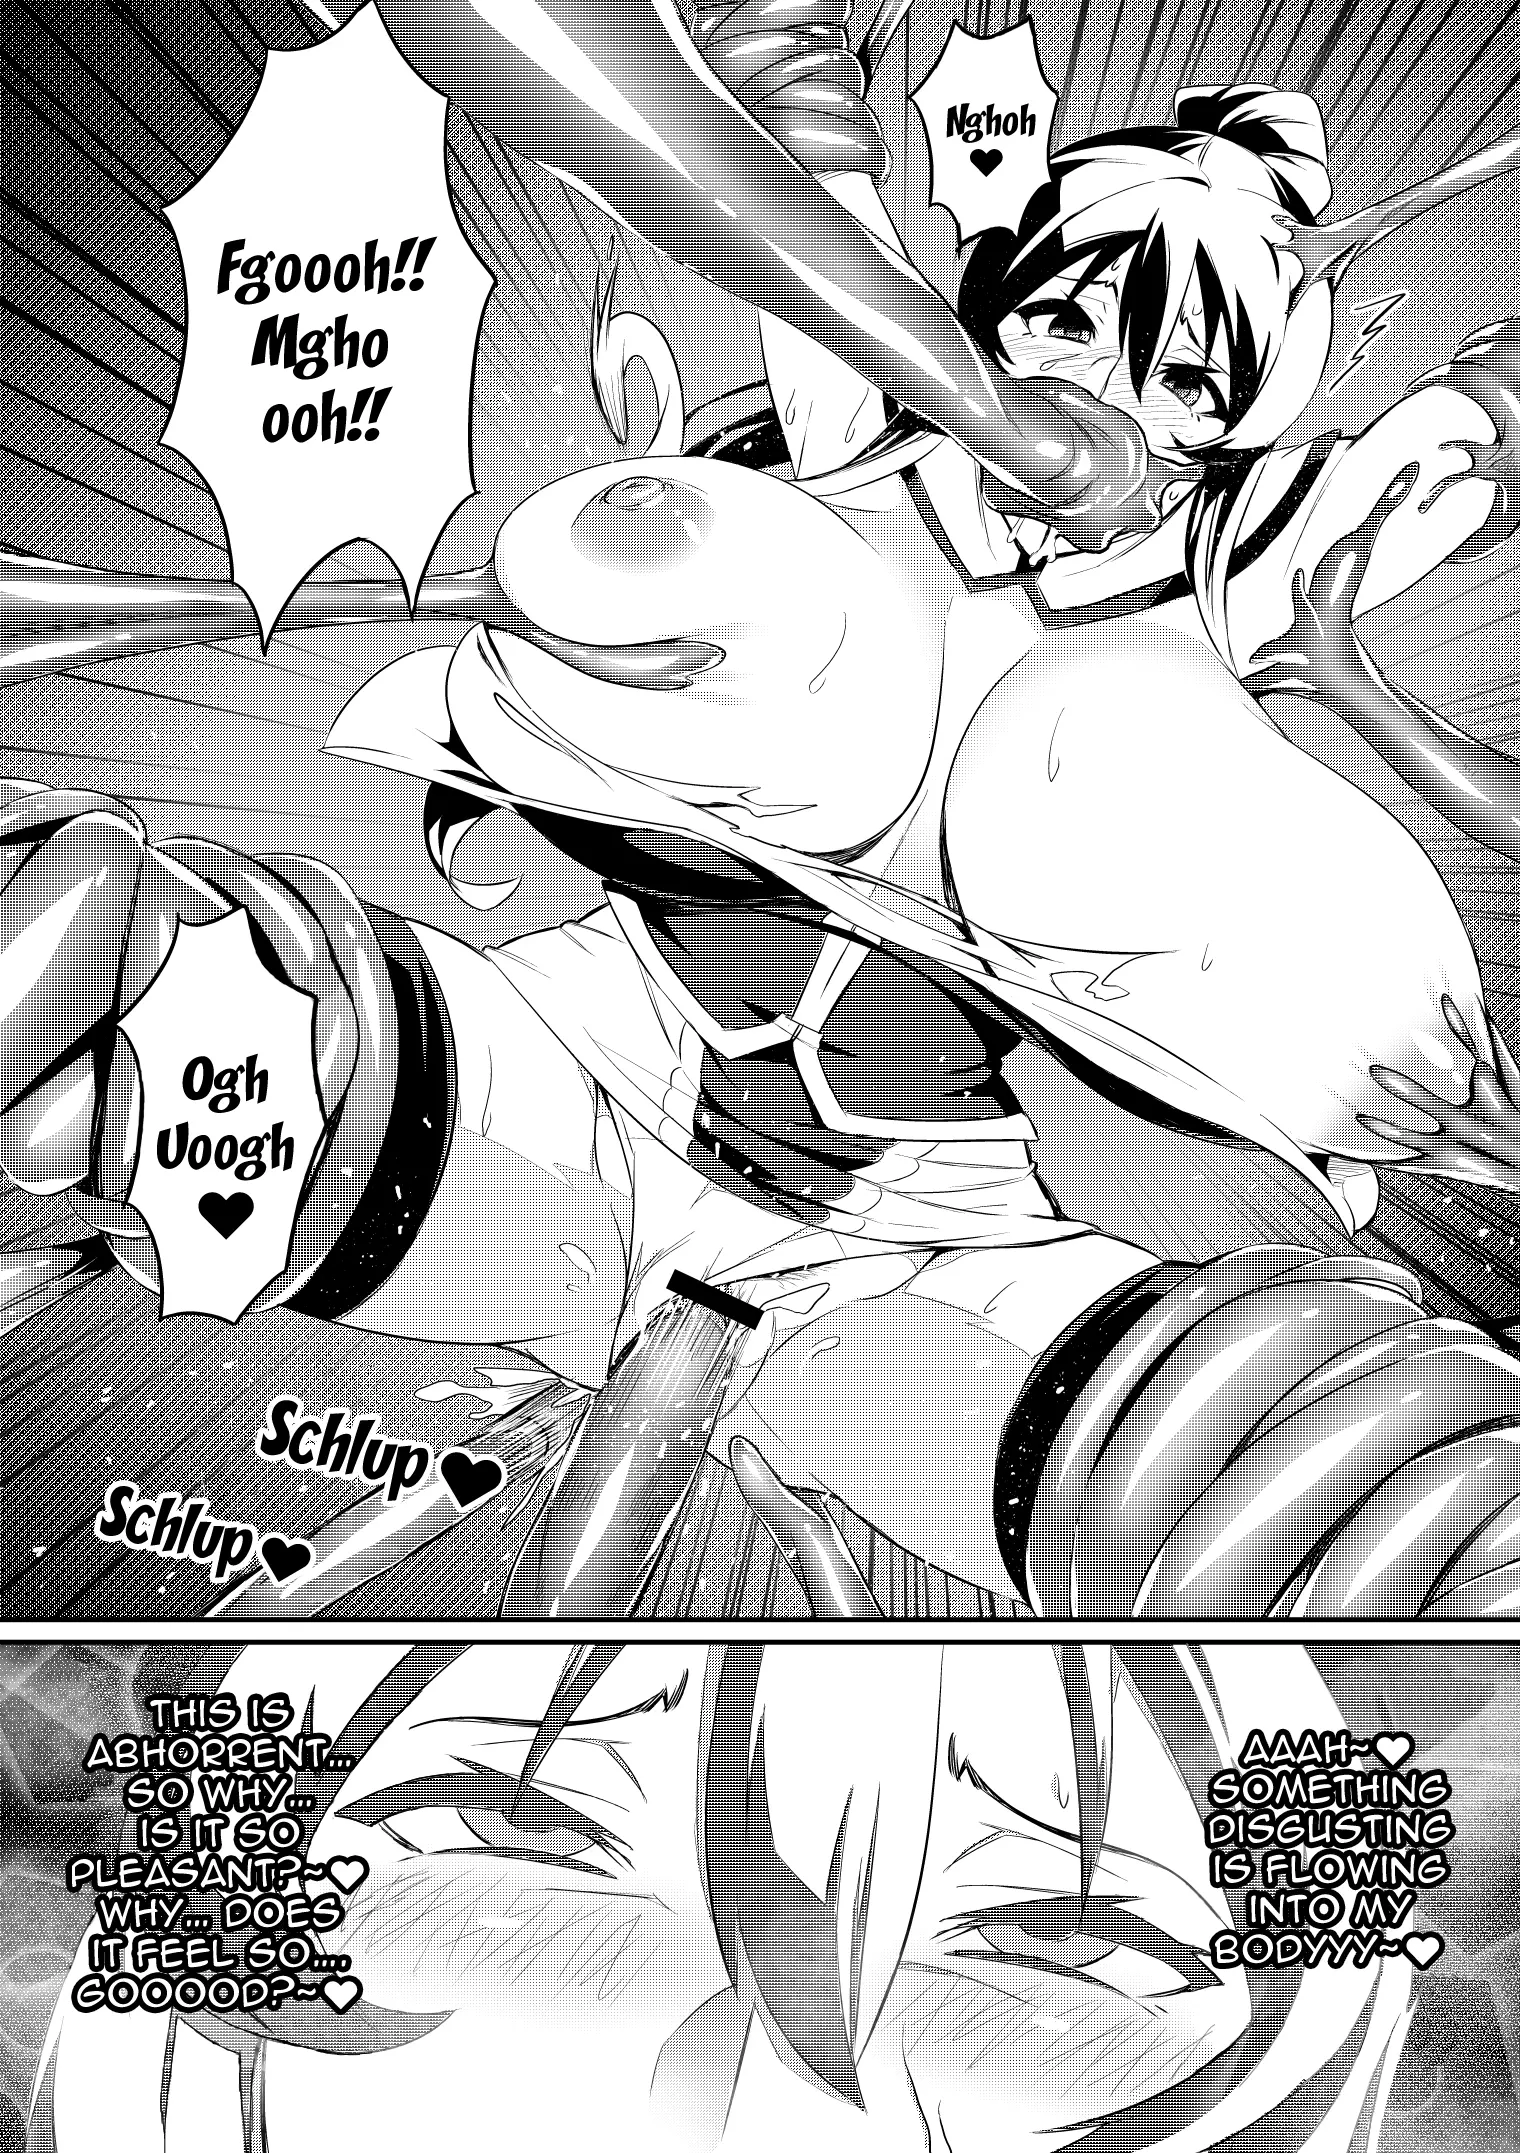 Nghoh
♥
Fgoooh!!
Mgho
ooh!!
Ogh
Uoogh
♥
Schlup ♥
Schlup ♥
AAAH~♥
SOMETHING
DISGUSTING
IS FLOWING
INTO MY
BODYYY~♥
THIS IS
ABHORRENT...
SO WHY...
IS IT SO
PLEASANT?~♥
WHY... DOES
IT FEEL SO....
GOOOOD?~♥